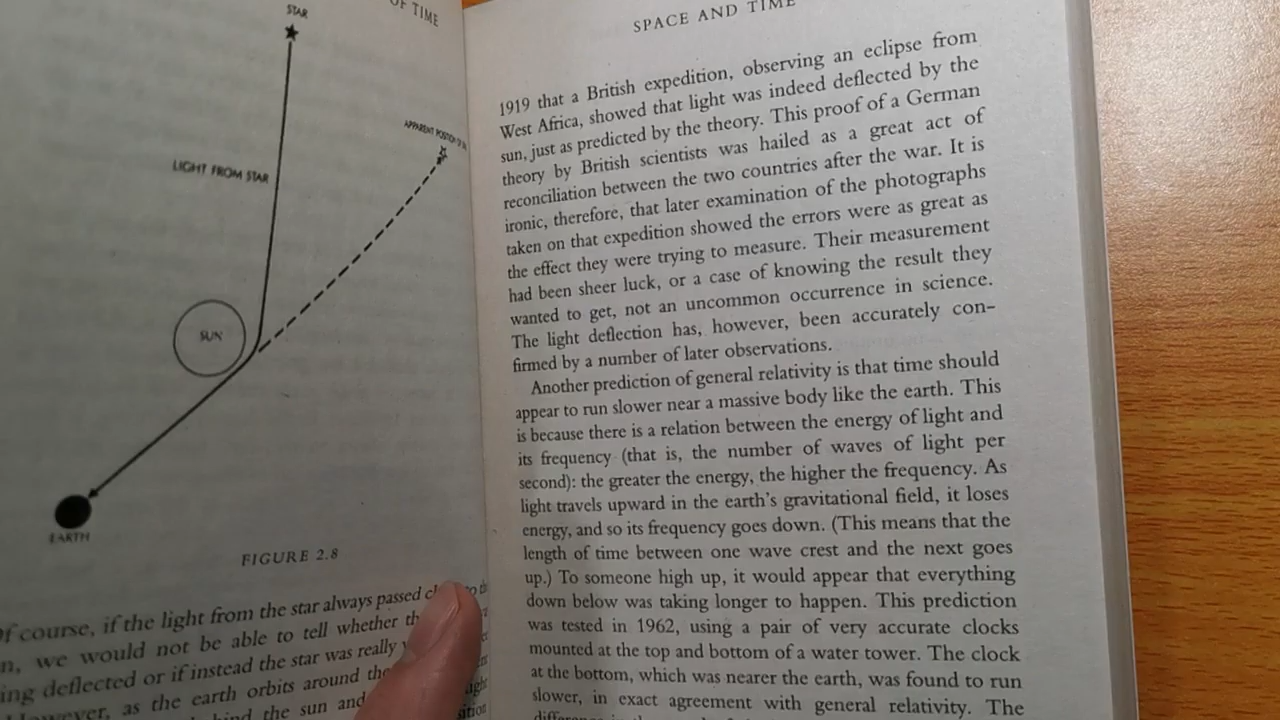 OF TIME
STAR
APPARENT POSITION OF
LIGHT FROM STAR
SUN
EARTH
FIGURE 2.8
Of course, if the light from the star always passed to the
we would not be able to tell whether
deflected or if instead the star was really
However, as the earth orbits around the
the sun and
SPACE AND TIME
1919 that a British expedition, observing an eclipse from
West Africa, showed that light was indeed deflected by the
sun, just as predicted by the theory. This proof of a German
theory by British scientists was hailed as a great act of
reconciliation between the two countries after the war. It is
ironic, therefore, that later examination of the photographs
taken on that expedition showed the errors were as great as
the effect they were trying to measure. Their measurement
had been sheer luck, or a case of knowing the result they
wanted to get, not an uncommon occurrence in science.
The light deflection has, however, been accurately con-
firmed by a number of later observations.
Another prediction of general relativity is that time should
appear to run slower near a massive body like the earth. This
is because there is a relation between the energy of light and
its frequency (that is, the number of waves of light per
second): the greater the energy, the higher the frequency. As
light travels upward in the earth's gravitational field, it loses
energy, and so its frequency goes down. (This means that the
length of time between one wave crest and the next goes
up.) To someone high up, it would appear that everything
down below was taking longer to happen. This prediction
was tested in 1962, using a pair of very accurate clocks
mounted at the top and bottom of a water tower. The clock
at the bottom, which was nearer the earth, was found to run
slower, in exact agreement with general relativity. The